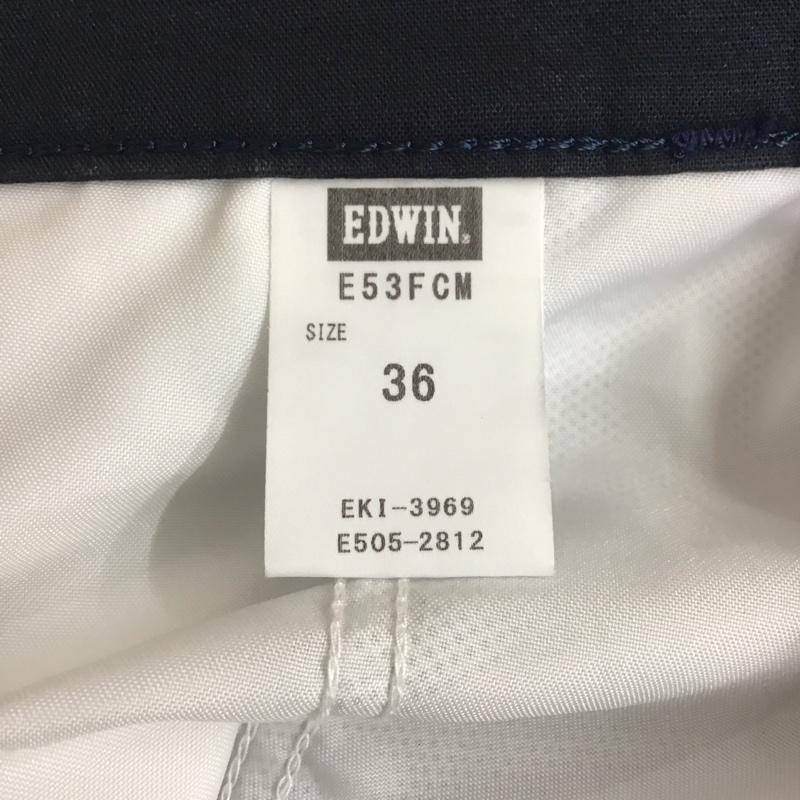 EDWIN®
E53FCM
SIZE
36
EKI-3969
E505-2812